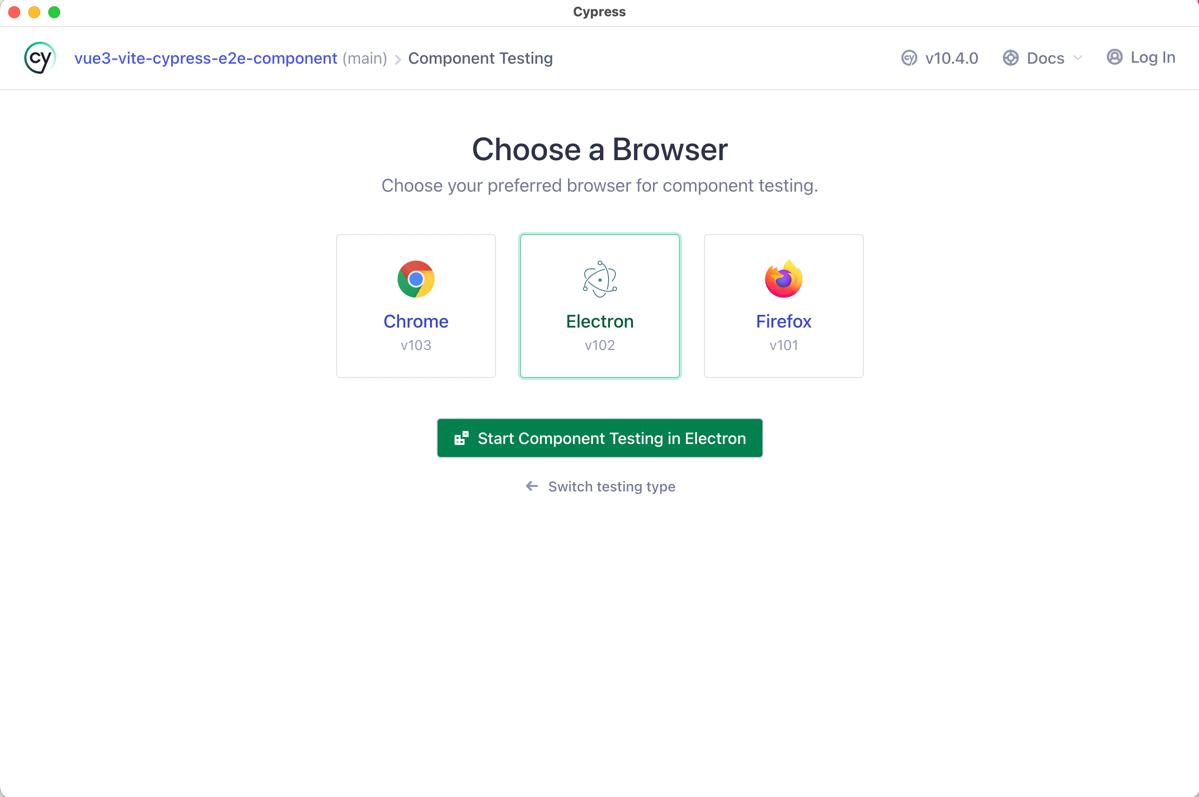 Cypress
cy vue3-vite-cypress-e2e-component (main) > Component Testing
cy v10.4.0 Docs Log In
Choose a Browser
Choose your preferred browser for component testing.
Chrome
v103
Electron
v102
Firefox
v101
Start Component Testing in Electron
← Switch testing type